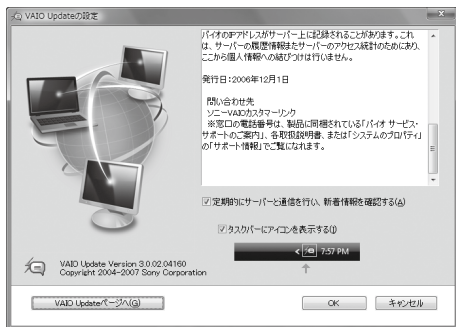 VAIO Updateの設定
バイオのIPアドレスがサーバー上に記録されることがあります。これ
は、サーバーの履歴情報またサーバーのアクセス統計のためにあり、
ここから個人情報への結びつけは行いません。
発行日:2006年12月1日
問い合わせ先
ソニーVAIOカスタマーリンク
※窓口の電話番号は、製品に同梱されている「バイオ サービス・
サポートのご案内」、各取扱説明書、または「システムのプロパティ」
の「サポート情報」でご覧になれます。
定期的にサーバーと通信を行い、新着情報を確認する(A)
タスクバーにアイコンを表示する(I)
7:57 PM
VAIO Update Version 3.0.02.04160
Copyright 2004-2007 Sony Corporation
VAIO Updateページへ(G)
OK
キャンセル